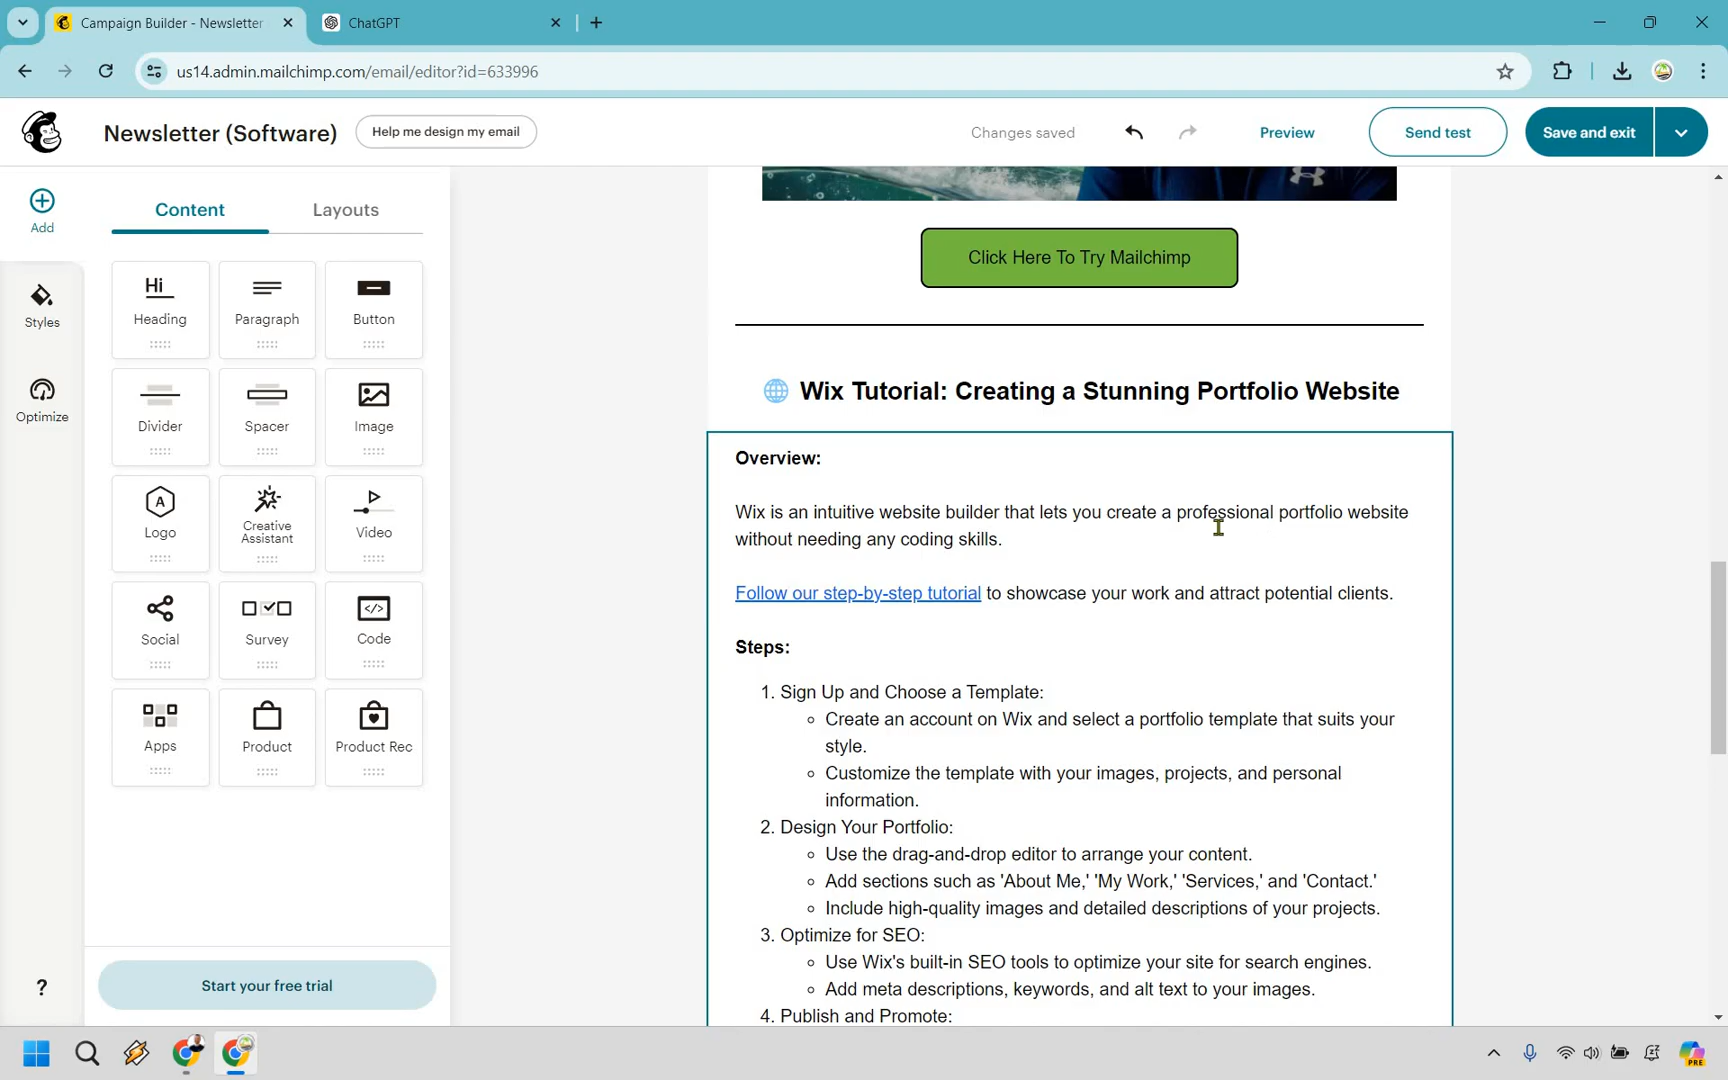 Campaign Builder - Newsletter
ChatGPT
us14.admin.mailchimp.com/email/editor?id=633996
Newsletter (Software)
Help me design my email
Changes saved
Preview
Send test
Save and exit
Add
Styles
Optimize
Content
Layouts
Hi
Heading
Paragraph
Button
Divider
Spacer
Image
A
Logo
Creative
Assistant
Video
Social
Survey
Code
Apps
Product
Product Rec
Start your free trial
?
Click Here To Try Mailchimp
Wix Tutorial: Creating a Stunning Portfolio Website
Overview:
Wix is an intuitive website builder that lets you create a professional portfolio website
without needing any coding skills.
Follow our step-by-step tutorial to showcase your work and attract potential clients.
Steps:
1. Sign Up and Choose a Template:
Create an account on Wix and select a portfolio template that suits your
style.
Customize the template with your images, projects, and personal
information.
2. Design Your Portfolio:
Use the drag-and-drop editor to arrange your content.
Add sections such as 'About Me,' 'My Work,' 'Services,' and 'Contact.'
Include high-quality images and detailed descriptions of your projects.
3. Optimize for SEO:
Use Wix's built-in SEO tools to optimize your site for search engines.
Add meta descriptions, keywords, and alt text to your images.
4. Publish and Promote:
PRE